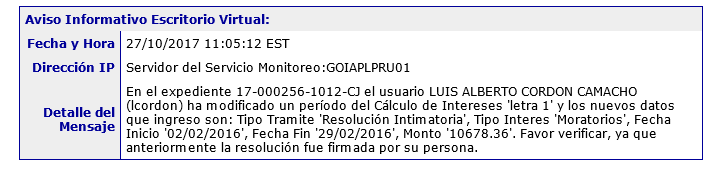 Aviso Informativo Escritorio Virtual:
Fecha y Hora 27/10/2017 11:05:12 EST
Dirección IP Servidor del Servicio Monitoreo:GOIAPLPRU01
Detalle del Mensaje
En el expediente 17-000256-1012-CJ el usuario LUIS ALBERTO CORDON CAMACHO
(lcordon) ha modificado un período del Cálculo de Intereses 'letra 1' y los nuevos datos
que ingreso son: Tipo Tramite 'Resolución Intimatoria', Tipo Interes 'Moratorios', Fecha
Inicio '02/02/2016', Fecha Fin '29/02/2016', Monto '10678.36'. Favor verificar, ya que
anteriormente la resolución fue firmada por su persona.